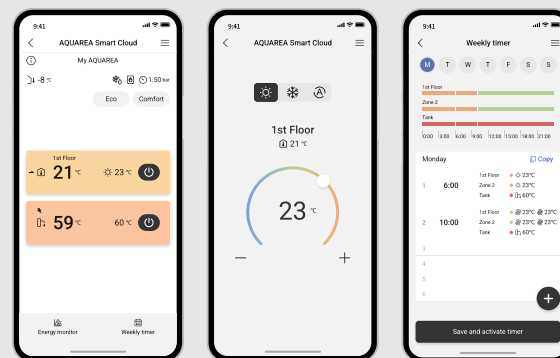 9:41
AQUAREA Smart Cloud
My AQUAREA
-8 °C
1.50 bar
Eco
Comfort
1st Floor
21 °C
23 °C
59 °C
60 °C
Energy monitor
Weekly timer
9:41
AQUAREA Smart Cloud
A
1st Floor
21 °C
23 °C
9:41
Weekly timer
M T W T F S S
1st Floor
Zone 2
Tank
0:00 3:00 6:00 9:00 12:00 15:00 18:00 21:00
Monday
Copy
1 6:00
1st Floor 23°C
Zone 2 23°C
Tank 60°C
2 10:00
1st Floor 23°C 23°C
Zone 2 23°C 23°C
Tank 60°C
3
4
5
6
Save and activate timer